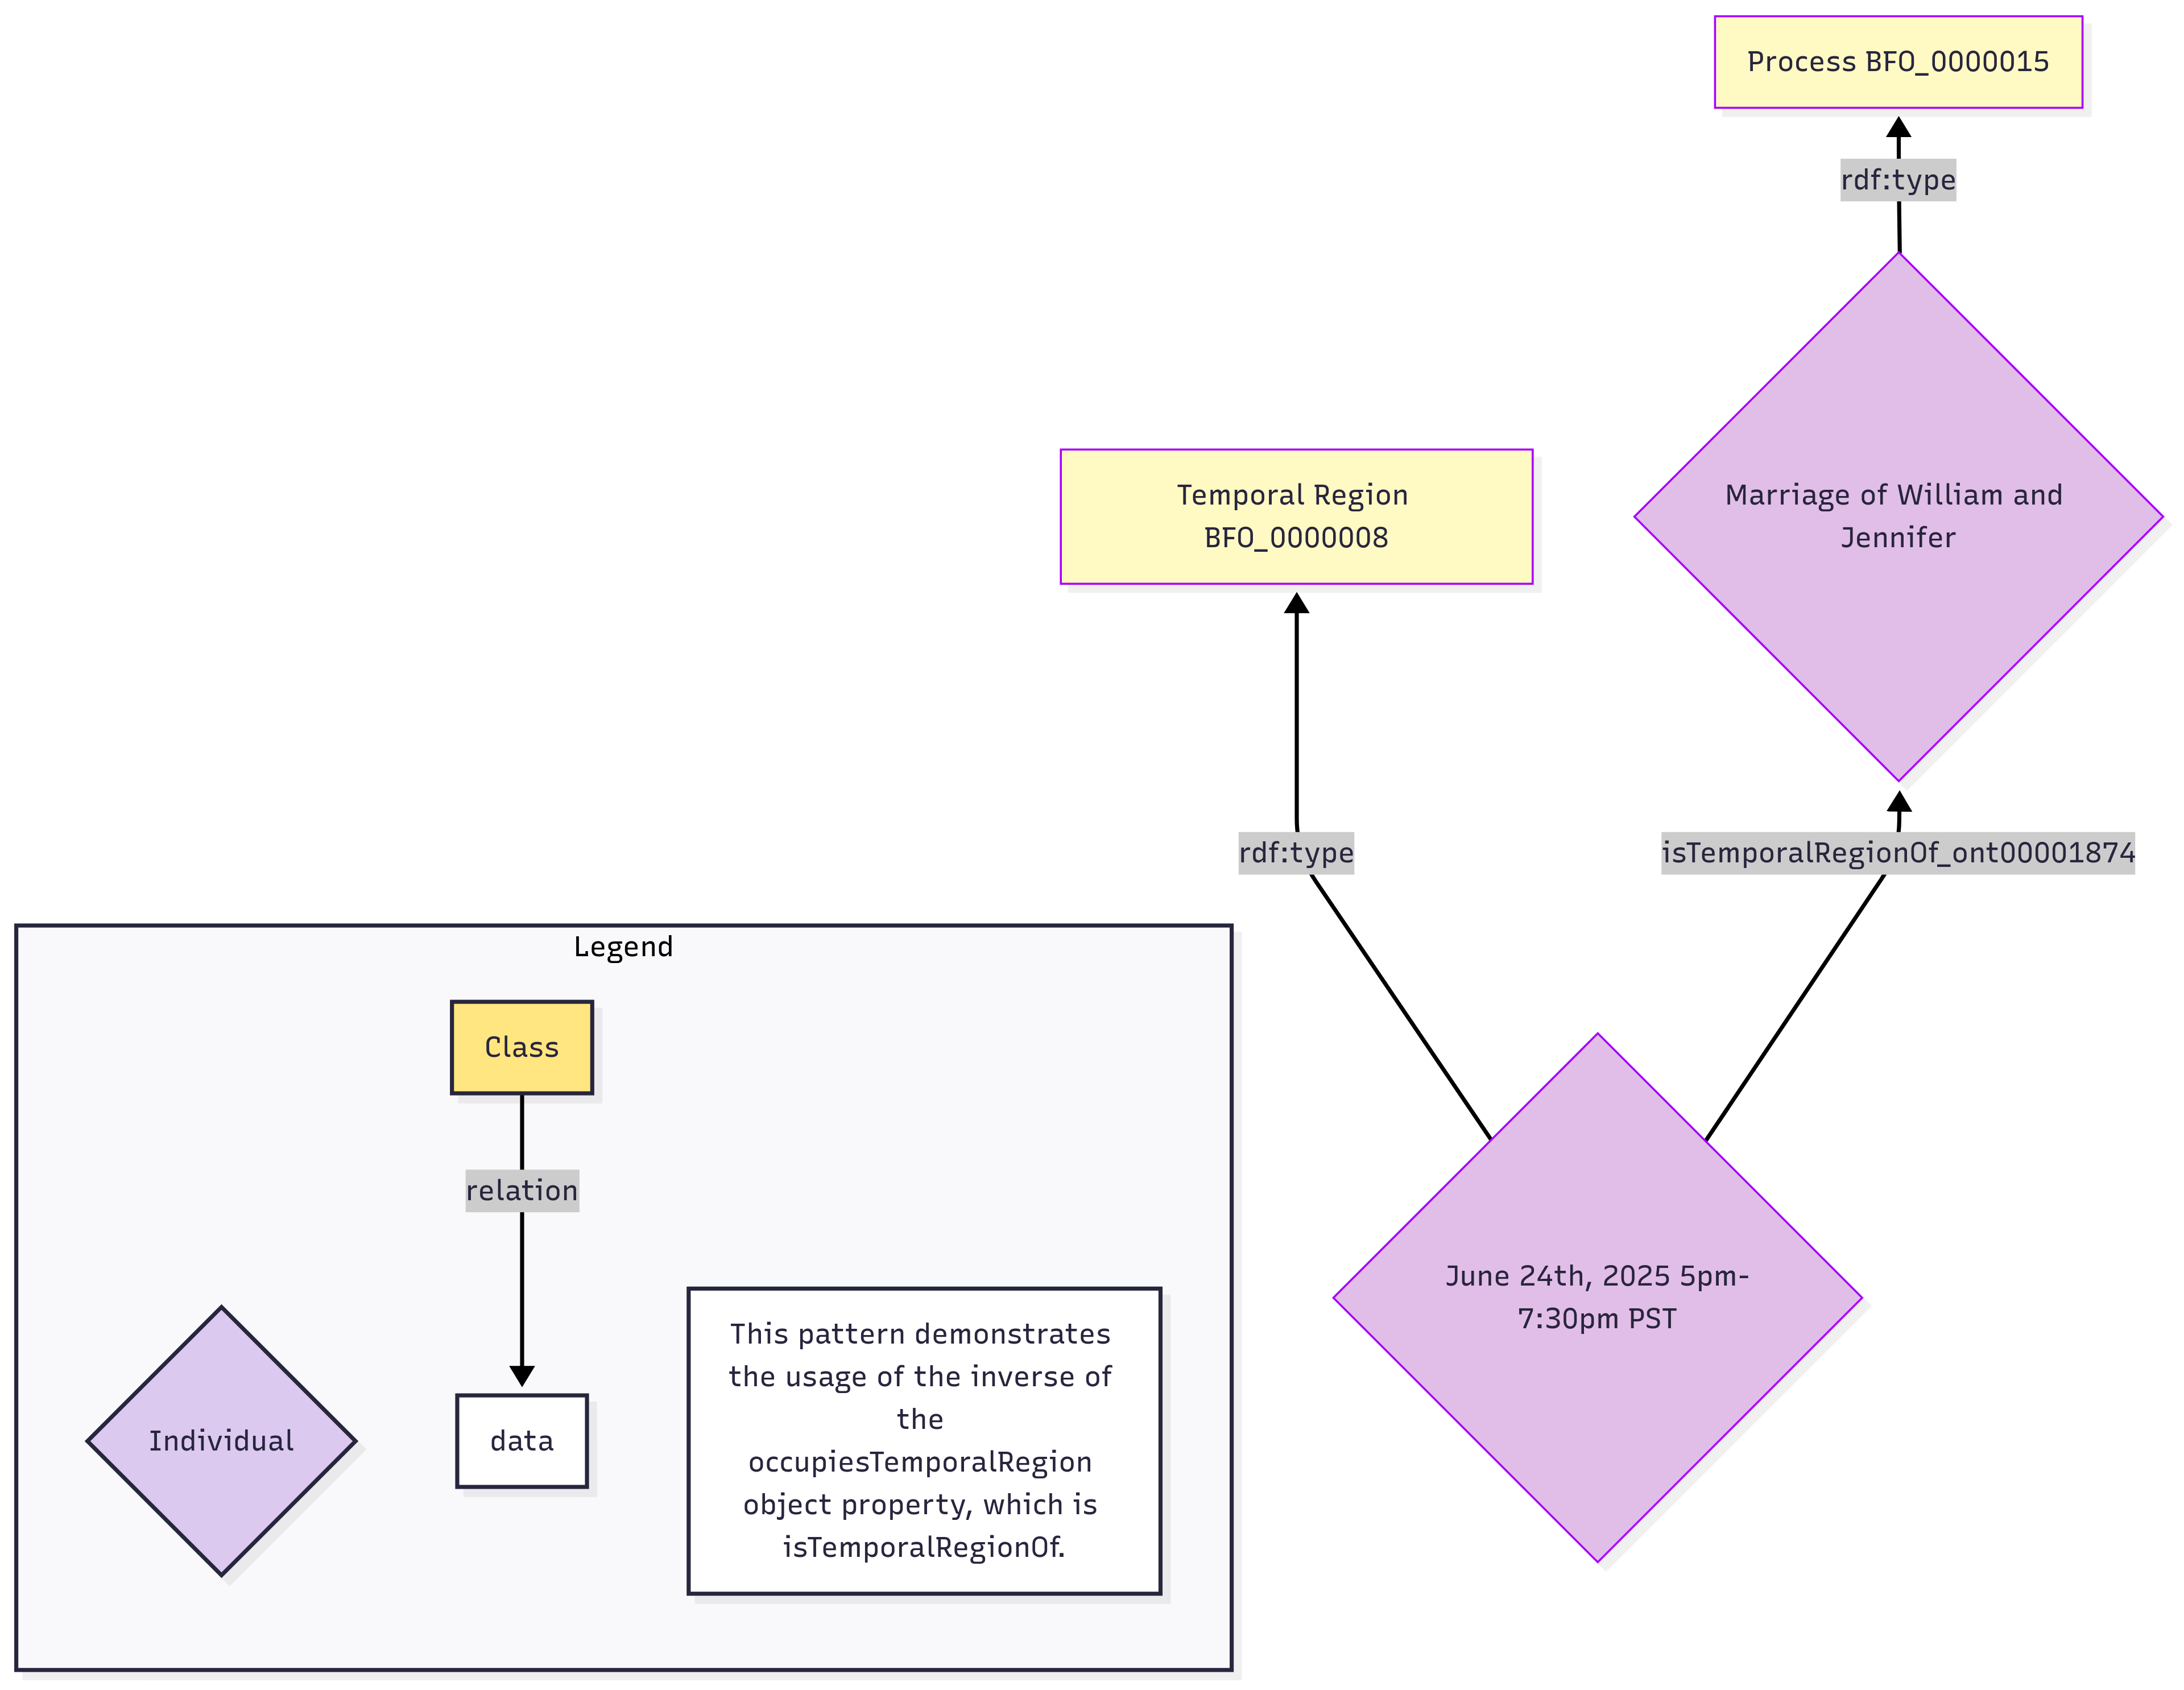 Process BFO_0000015
rdf:type
Marriage of William and
Jennifer
Temporal Region
BFO_0000008
rdf:type
isTemporalRegionOf_ont00001874
June 24th, 2025 5pm-
7:30pm PST
Legend
Class
relation
Individual
data
This pattern demonstrates
the usage of the inverse of
the
occupiesTemporalRegion
object property, which is
isTemporalRegionOf.